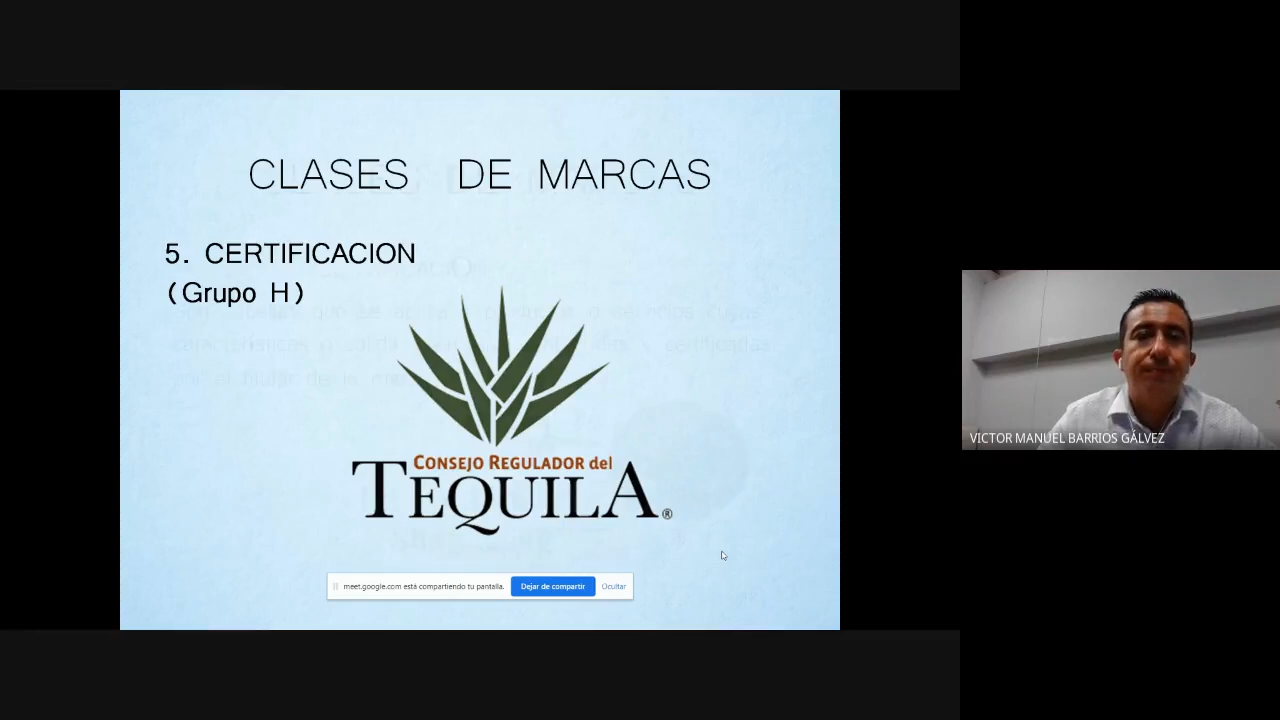 CLASES DE MARCAS
5. CERTIFICACION
(Grupo H)
CONSEJO REGULADOR del
TEQUILA®
meet.google.com está compartiendo tu pantalla. Dejar de compartir Ocultar
VICTOR MANUEL BARRIOS GÁLVEZ